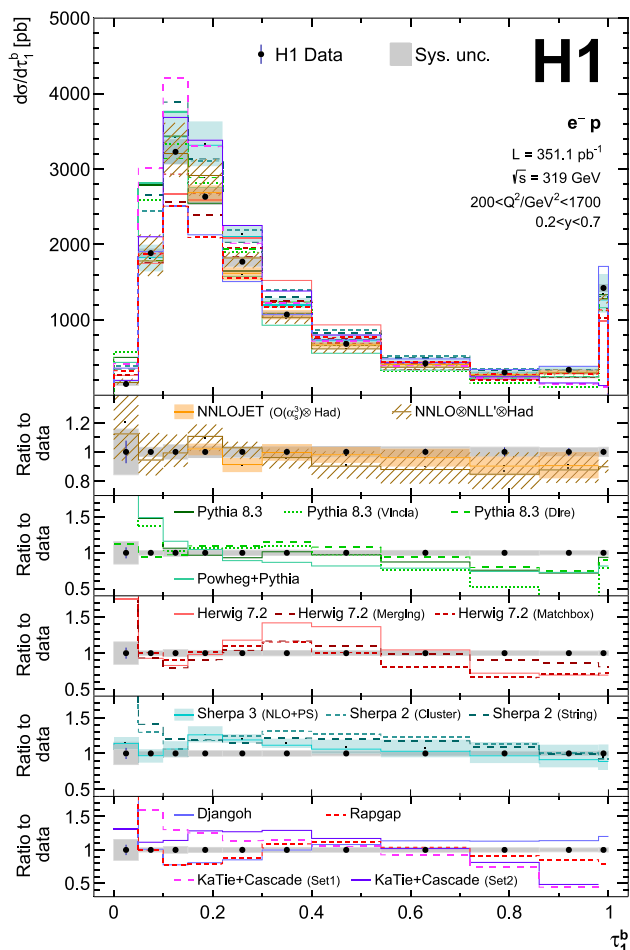 H1
dσ/dτ₁ᵇ [pb]
5000
4000
3000
2000
1000
H1 Data
Sys. unc.
e⁻ p
L = 351.1 pb⁻¹
√s = 319 GeV
200<Q²/GeV²<1700
0.2<y<0.7
Ratio to data
1.5
1
0.5
NNLOJET (O(αₛ³)⊗ Had)
NNLO⊗NLL'⊗Had
Ratio to data
1.5
1
0.5
Pythia 8.3
Pythia 8.3 (Vincia)
Pythia 8.3 (Dire)
Powheg+Pythia
Ratio to data
1.5
1
0.5
Herwig 7.2
Herwig 7.2 (Merging)
Herwig 7.2 (Matchbox)
Ratio to data
1.5
1
0.5
Sherpa 3 (NLO+PS)
Sherpa 2 (Cluster)
Sherpa 2 (String)
Ratio to data
1.5
1
0.5
Djangoh
Rapgap
KaTie+Cascade (Set1)
KaTie+Cascade (Set2)
0
0.2
0.4
0.6
0.8
1
τ₁ᵇ